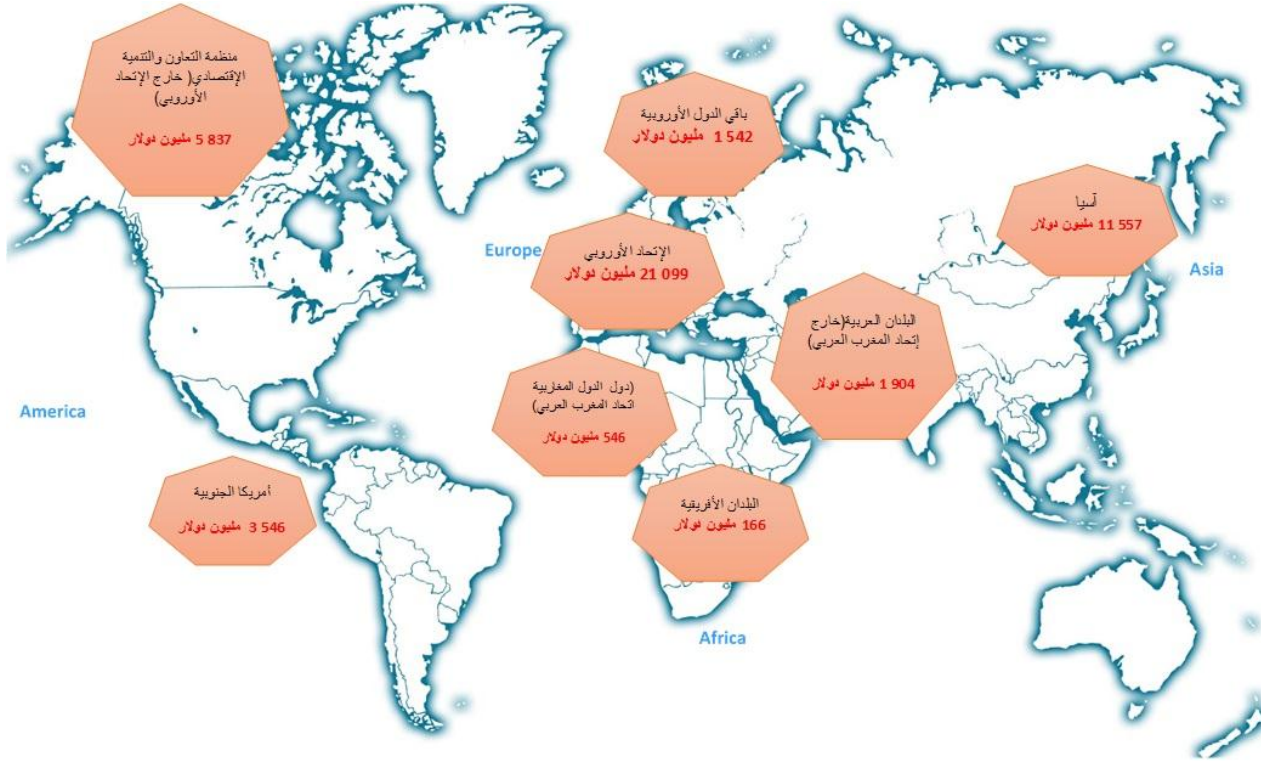 منظمة التعاون والتنمية
الإقتصادي( خارج الإتحاد
الأوروبي)
5 837 مليون دولار
باقي الدول الأوروبية
1 542 مليون دولار
آسيا
11 557 مليون دولار
Europe
الإتحاد الأوروبي
21 099 مليون دولار
Asia
البلدان العربية(خارج
إتحاد المغرب العربي)
1 904 مليون دولار
(دول الدول المغاربية
اتحاد المغرب العربي)
546 مليون دولار
America
أمريكا الجنوبية
3 546 مليون دولار
البلدان الأفريقية
166 مليون دولار
Africa